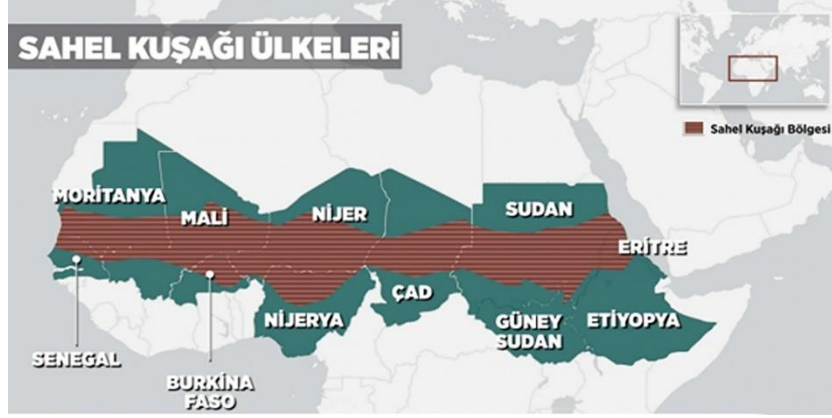 SAHEL KUŞAĞI ÜLKELERİ
Sahel Kuşağı Bölgesi
MORİTANYA
MALİ
NİJER
SUDAN
ERİTRE
ÇAD
NİJERYA
GÜNEY
SUDAN
ETİYOPYA
SENEGAL
BURKİNA
FASO